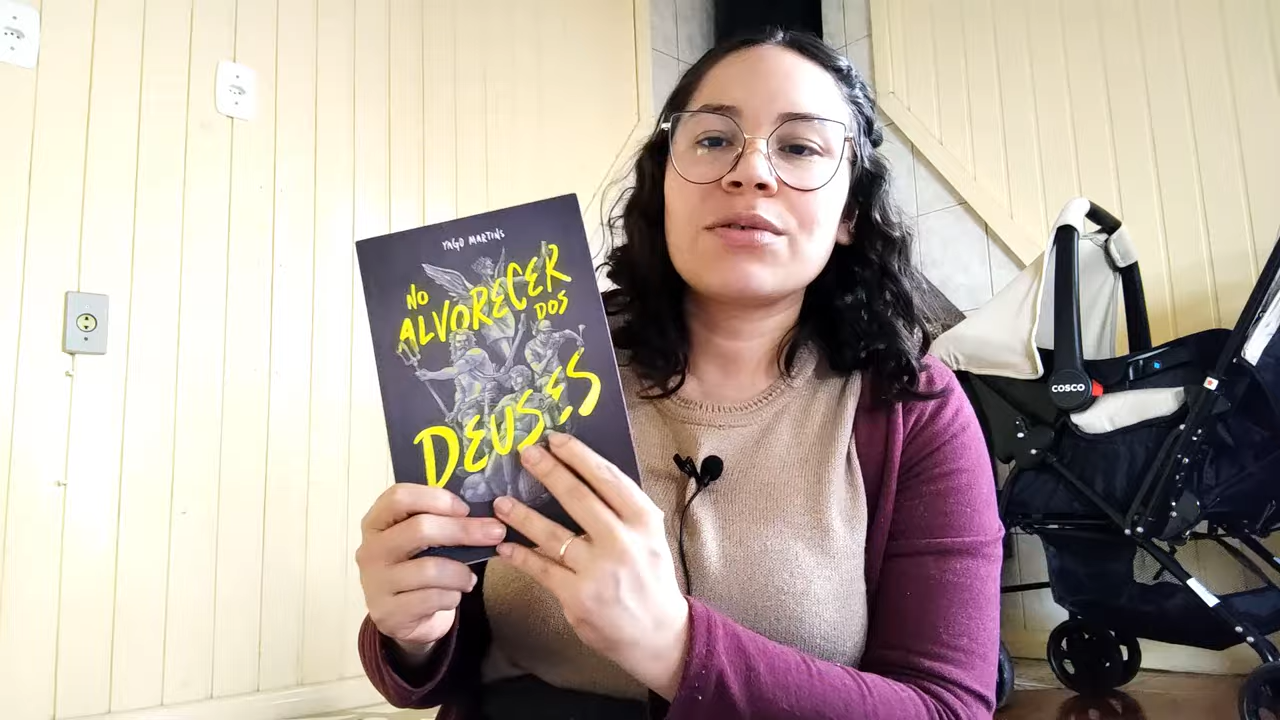 YAGO MARTINS
NO
ALVORECER
DOS
DEUSES
COSCO